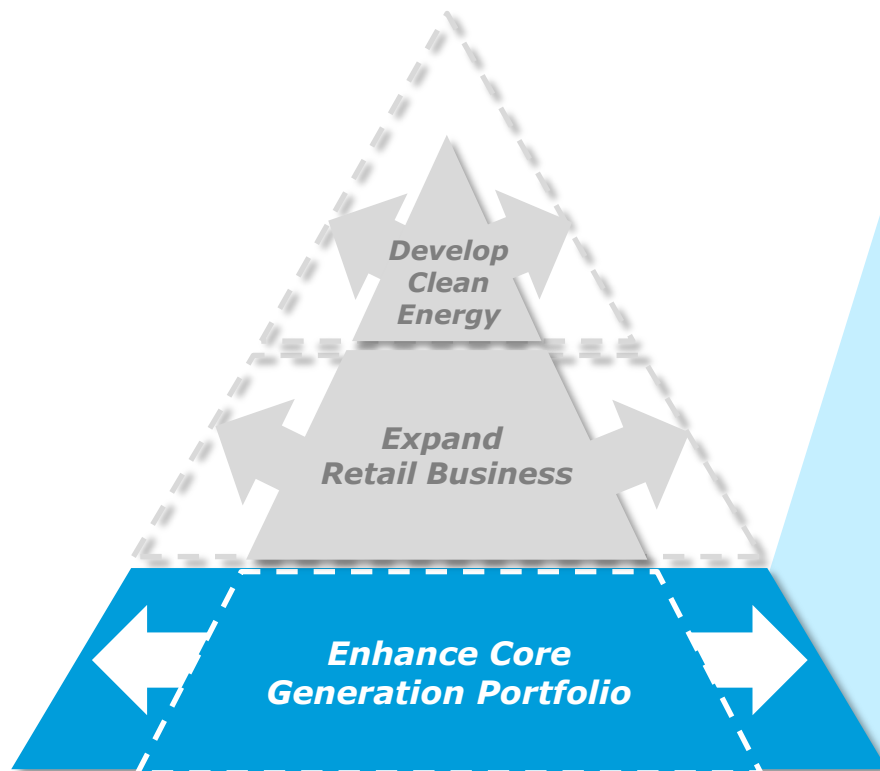 Develop
Clean
Energy
Expand
Retail Business
Enhance Core
Generation Portfolio